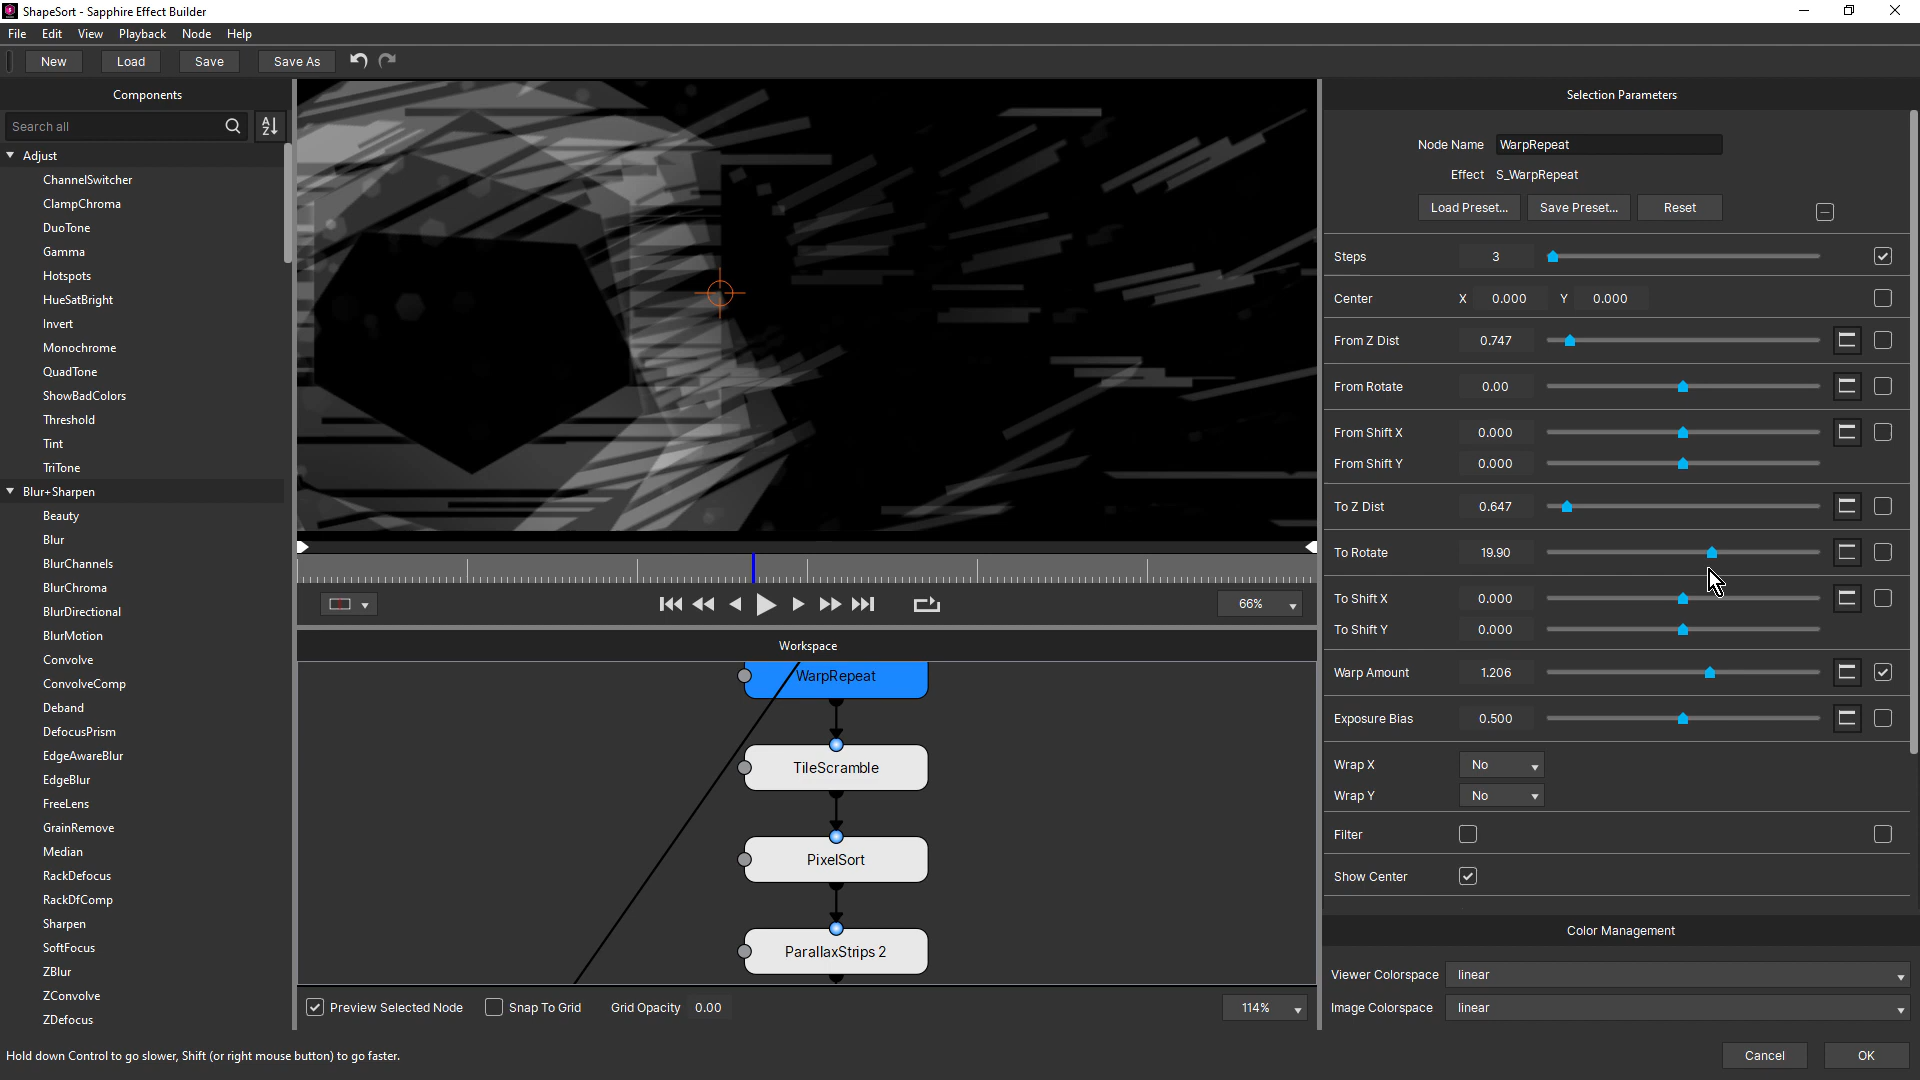 ShapeSort - Sapphire Effect Builder
File Edit View Playback Node Help
New Load Save Save As
Components
Search all
Adjust
ChannelSwitcher
ClampChroma
DuoTone
Gamma
Hotspots
HueSatBright
Invert
Monochrome
QuadTone
ShowBadColors
Threshold
Tint
TriTone
Blur+Sharpen
Beauty
Blur
BlurChannels
BlurChroma
BlurDirectional
BlurMotion
Convolve
ConvolveComp
Deband
DefocusPrism
EdgeAwareBlur
EdgeBlur
FreeLens
GrainRemove
Median
RackDefocus
RackDfComp
Sharpen
SoftFocus
ZBlur
ZConvolve
ZDefocus
66%
Workspace
WarpRepeat
TileScramble
PixelSort
ParallaxStrips 2
Preview Selected Node Snap To Grid Grid Opacity 0.00 114%
Selection Parameters
Node Name WarpRepeat
Effect S_WarpRepeat
Load Preset... Save Preset... Reset
Steps 3
Center X 0.000 Y 0.000
From Z Dist 0.747
From Rotate 0.00
From Shift X 0.000
From Shift Y 0.000
To Z Dist 0.647
To Rotate 19.90
To Shift X 0.000
To Shift Y 0.000
Warp Amount 1.206
Exposure Bias 0.500
Wrap X No
Wrap Y No
Filter
Show Center
Color Management
Viewer Colorspace linear
Image Colorspace linear
Hold down Control to go slower, Shift (or right mouse button) to go faster.
Cancel OK